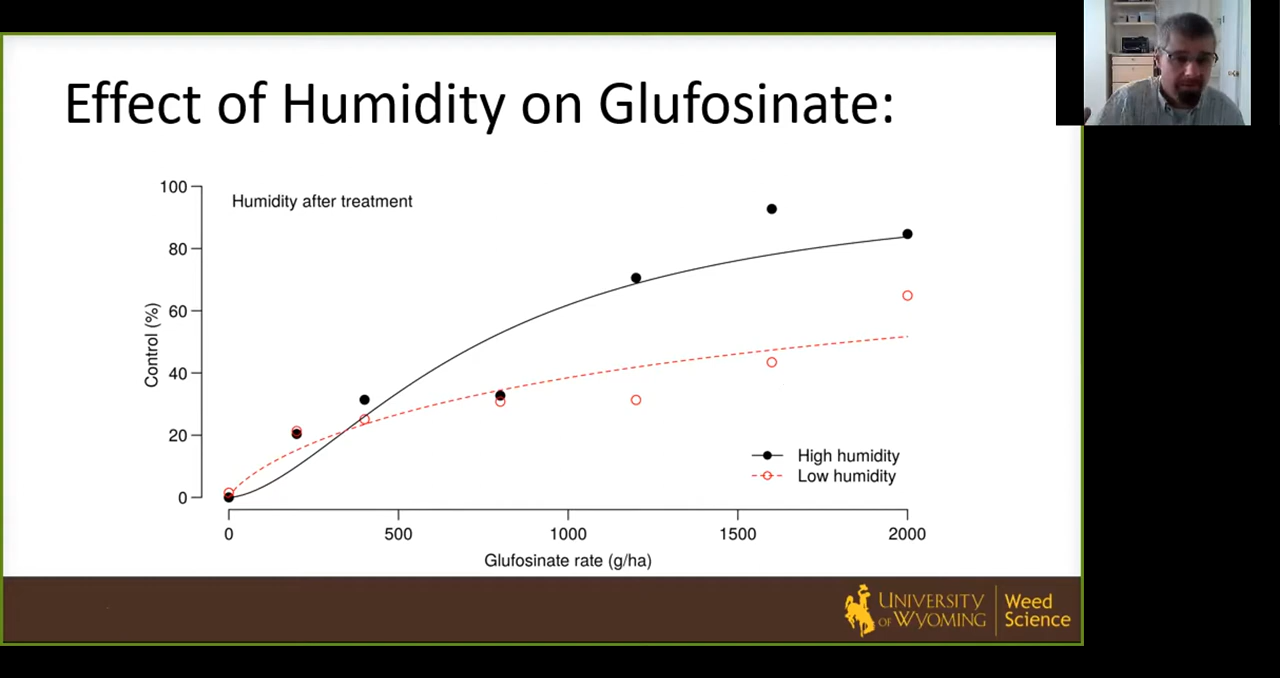 Effect of Humidity on Glufosinate:
Humidity after treatment
100
80
60
40
20
0
Control (%)
High humidity
Low humidity
0 500 1000 1500 2000
Glufosinate rate (g/ha)
UNIVERSITY
OF WYOMING
Weed
Science